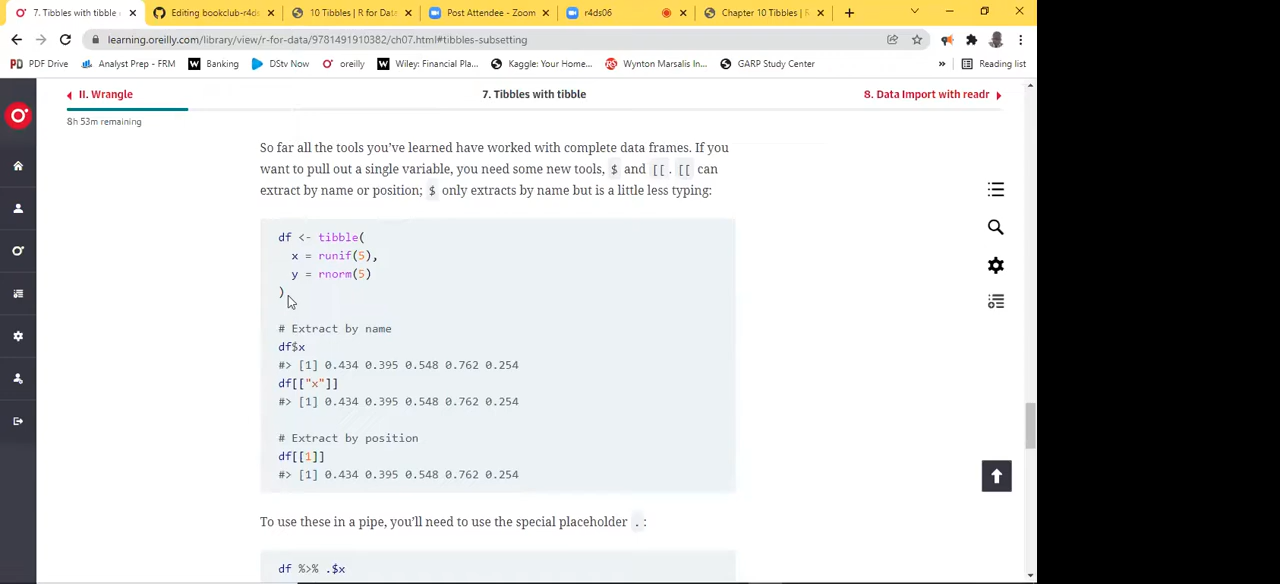 7. Tibbles with tibble
Editing bookclub-r4ds
10 Tibbles | R for Data
Post Attendee - Zoom
r4ds06
Chapter 10 Tibbles | R
learning.oreilly.com/library/view/r-for-data/9781491910382/ch07.html#tibbles-subsetting
PD PDF Drive
Analyst Prep - FRM
W Banking
DStv Now
oreilly
W Wiley: Financial Pla...
Kaggle: Your Home...
Wynton Marsalis In...
GARP Study Center
»
Reading list
II. Wrangle
7. Tibbles with tibble
8. Data Import with readr
8h 53m remaining
So far all the tools you’ve learned have worked with complete data frames. If you
want to pull out a single variable, you need some new tools, $ and [[. [[ can
extract by name or position; $ only extracts by name but is a little less typing:
df <- tibble(
x = runif(5),
y = rnorm(5)
)
# Extract by name
df$x
#> [1] 0.434 0.395 0.548 0.762 0.254
df[["x"]]
#> [1] 0.434 0.395 0.548 0.762 0.254
# Extract by position
df[[1]]
#> [1] 0.434 0.395 0.548 0.762 0.254
To use these in a pipe, you’ll need to use the special placeholder .:
df %>% .$x